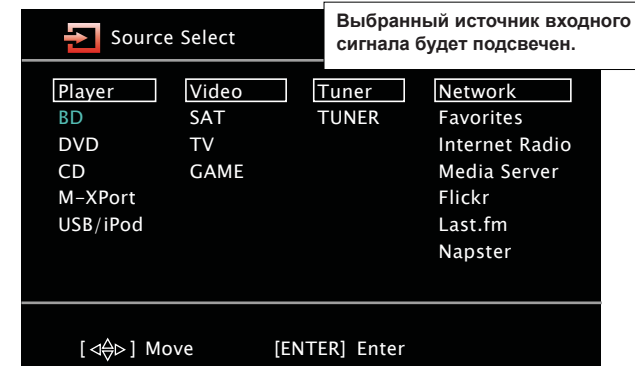 Source Select
Выбранный источник входного
сигнала будет подсвечен.
Player Video Tuner Network
BD SAT TUNER Favorites
DVD TV Internet Radio
CD GAME Media Server
M-XPort Flickr
USB/iPod Last.fm
Napster
[◁△▽▷] Move [ENTER] Enter